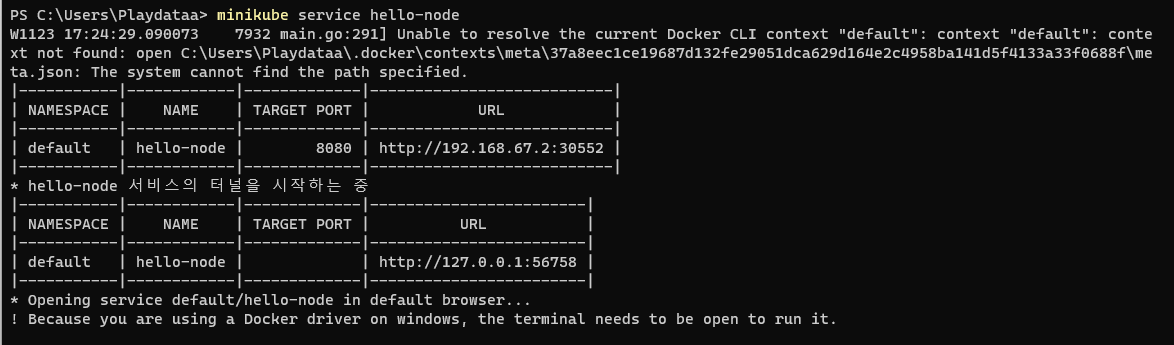 PS C:\Users\Playdataa> minikube service hello-node
W1123 17:24:29.090073    7932 main.go:291] Unable to resolve the current Docker CLI context "default": context "default": conte
xt not found: open C:\Users\Playdataa\.docker\contexts\meta\37a8eec1ce19687d132fe29051dca629d164e2c4958ba141d5f4133a33f0688f\me
ta.json: The system cannot find the path specified.
|-----------|------------|-------------|---------------------------|
| NAMESPACE |    NAME    | TARGET PORT |            URL            |
|-----------|------------|-------------|---------------------------|
| default   | hello-node |        8080 | http://192.168.67.2:30552 |
|-----------|------------|-------------|---------------------------|
* hello-node 서비스의 터널을 시작하는 중
|-----------|------------|-------------|------------------------|
| NAMESPACE |    NAME    | TARGET PORT |          URL           |
|-----------|------------|-------------|------------------------|
| default   | hello-node |             | http://127.0.0.1:56758 |
|-----------|------------|-------------|------------------------|
* Opening service default/hello-node in default browser...
! Because you are using a Docker driver on windows, the terminal needs to be open to run it.